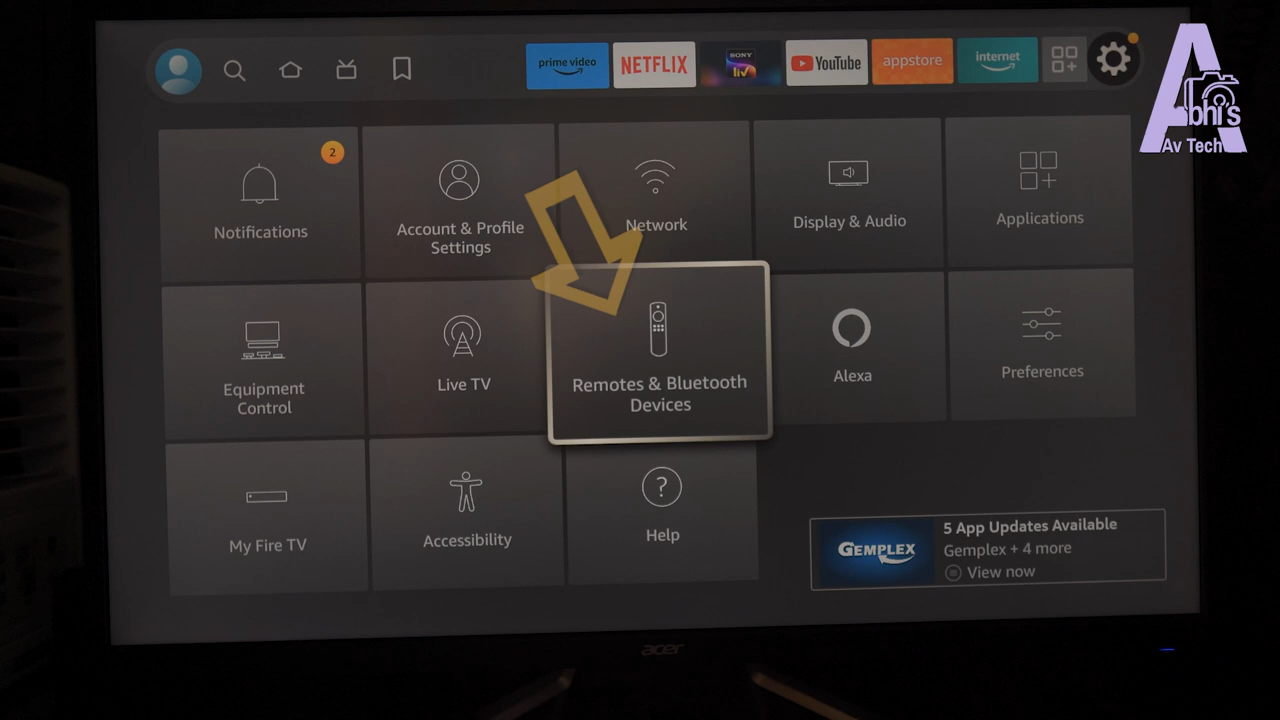 prime video
NETFLIX
SONY
liv
YouTube
appstore
internet
Abhi's
Av Tech
2
Notifications
Account & Profile
Settings
Network
Display & Audio
Applications
Equipment
Control
Live TV
Remotes & Bluetooth
Devices
Alexa
Preferences
My Fire TV
Accessibility
?
Help
GEMPLEX
5 App Updates Available
Gemplex + 4 more
View now
acer